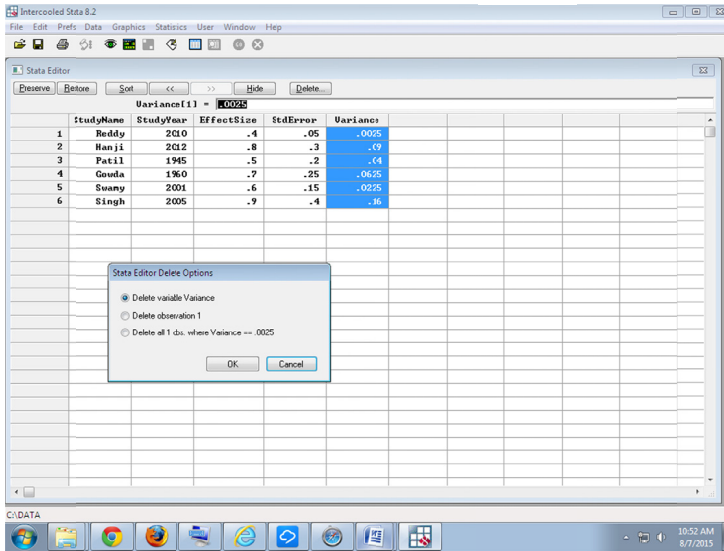 Intercooled Stata 8.2
File Edit Prefs Data Graphics Statistics User Window Help
Stata Editor
Preserve Restore Sort << >> Hide Delete...
Variance[1] = .0025
StudyName StudyYear EffectSize StdError Variance
1 Reddy 2010 .4 .05 .0025
2 Hanji 2012 .8 .3 .09
3 Patil 1945 .5 .2 .04
4 Gowda 1960 .7 .25 .0625
5 Swamy 2001 .6 .15 .0225
6 Singh 2005 .9 .4 .16
Stata Editor Delete Options
Delete variable Variance
Delete observation 1
Delete all 1 obs. where Variance == .0025
OK Cancel
C:\DATA
10:52 AM
8/7/2015